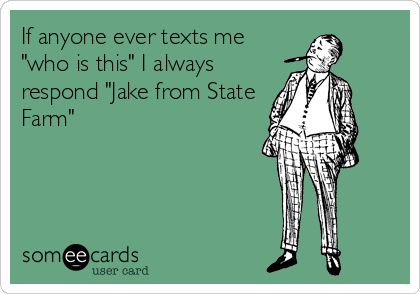 If anyone ever texts me
"who is this" I always
respond "Jake from State
Farm"
someecards
user card